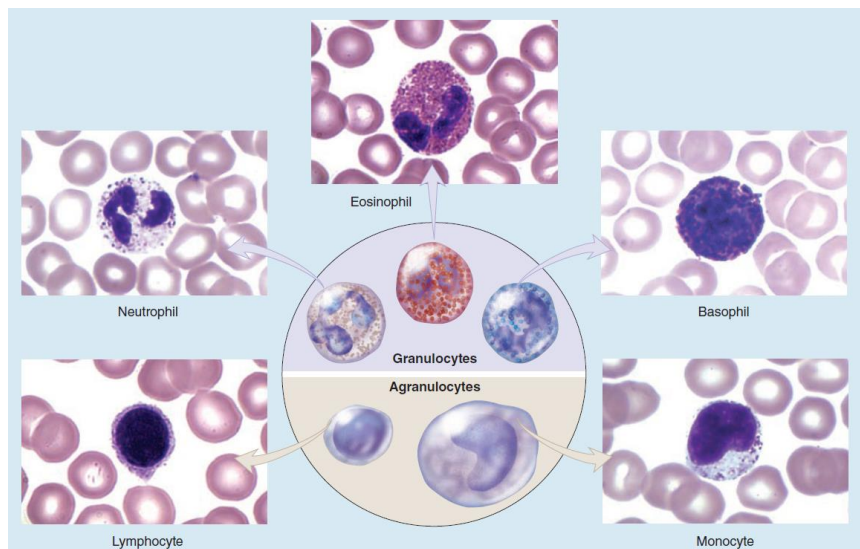 Eosinophil
Neutrophil
Basophil
Granulocytes
Agranulocytes
Lymphocyte
Monocyte